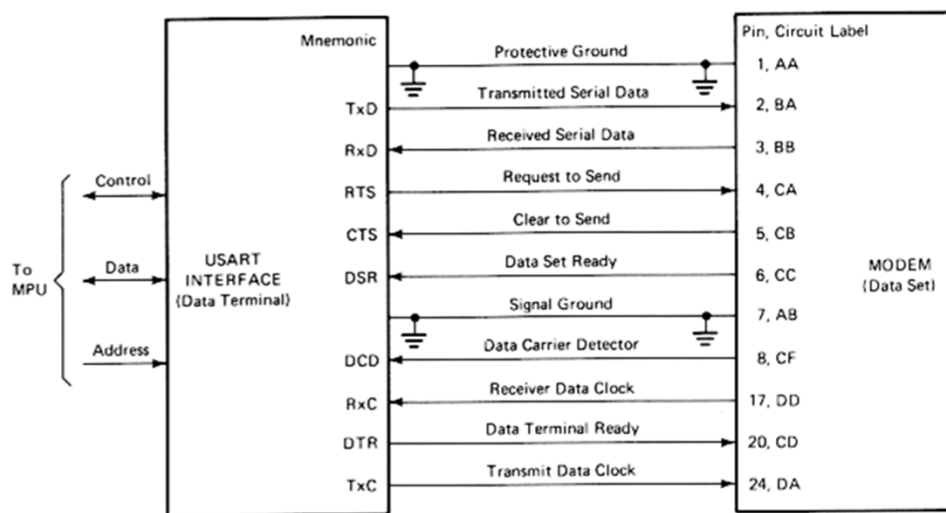 Mnemonic
Protective Ground
Pin, Circuit Label
1, AA
TxD
Transmitted Serial Data
2, BA
RxD
Received Serial Data
3, BB
Control
RTS
Request to Send
4, CA
CTS
Clear to Send
5, CB
To
MPU
Data
USART
INTERFACE
(Data Terminal)
DSR
Data Set Ready
6, CC
MODEM
(Data Set)
Signal Ground
7, AB
Address
DCD
Data Carrier Detector
8, CF
RxC
Receiver Data Clock
17, DD
DTR
Data Terminal Ready
20, CD
TxC
Transmit Data Clock
24, DA